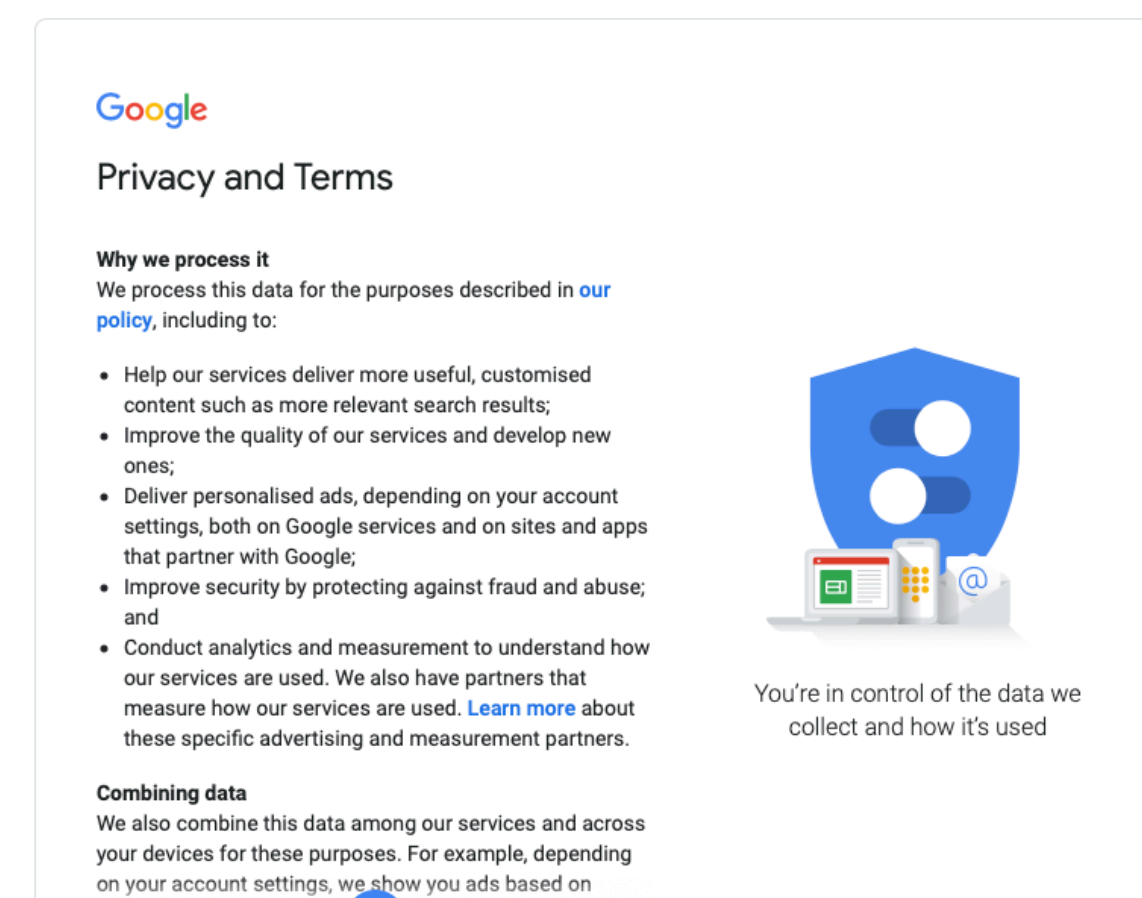 Google
Privacy and Terms
Why we process it
We process this data for the purposes described in our
policy, including to:
Help our services deliver more useful, customised
content such as more relevant search results;
Improve the quality of our services and develop new
ones;
Deliver personalised ads, depending on your account
settings, both on Google services and on sites and apps
that partner with Google;
Improve security by protecting against fraud and abuse;
and
Conduct analytics and measurement to understand how
our services are used. We also have partners that
measure how our services are used. Learn more about
these specific advertising and measurement partners.
@
You’re in control of the data we
collect and how it’s used
Combining data
We also combine this data among our services and across
your devices for these purposes. For example, depending
on your account settings, we show you ads based on